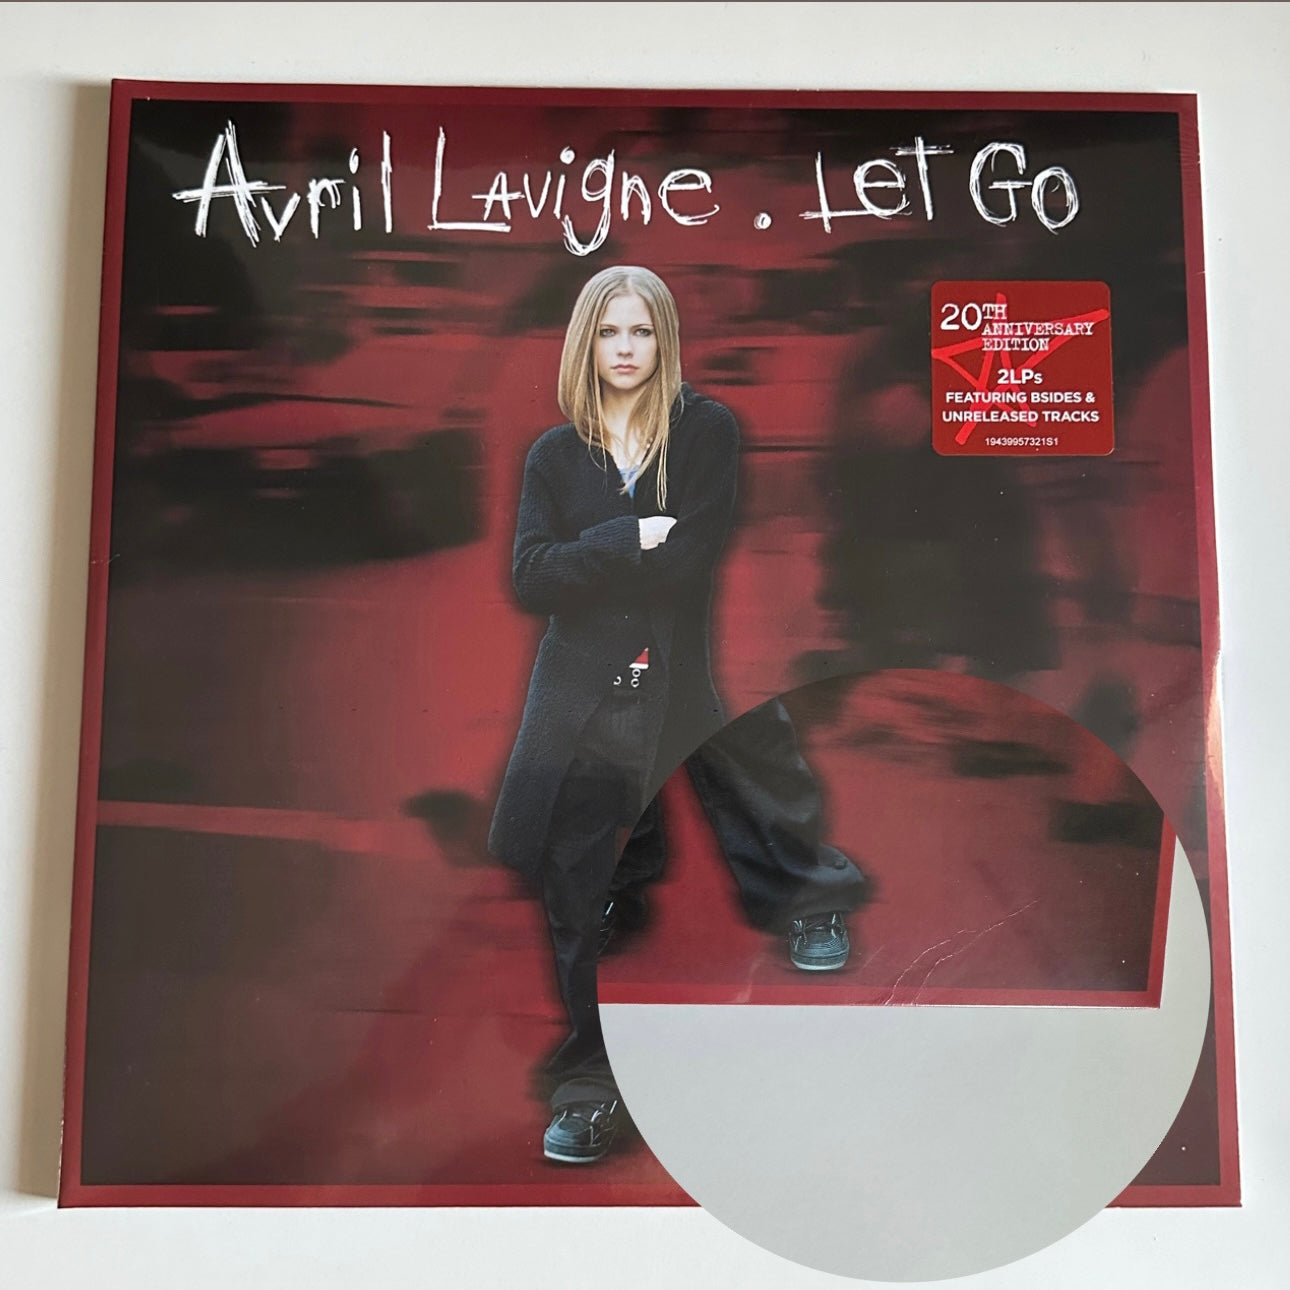 Avril Lavigne . Let Go
20TH
ANNIVERSARY
EDITION
2LPs
FEATURING BSIDES &
UNRELEASED TRACKS
19439957321S1